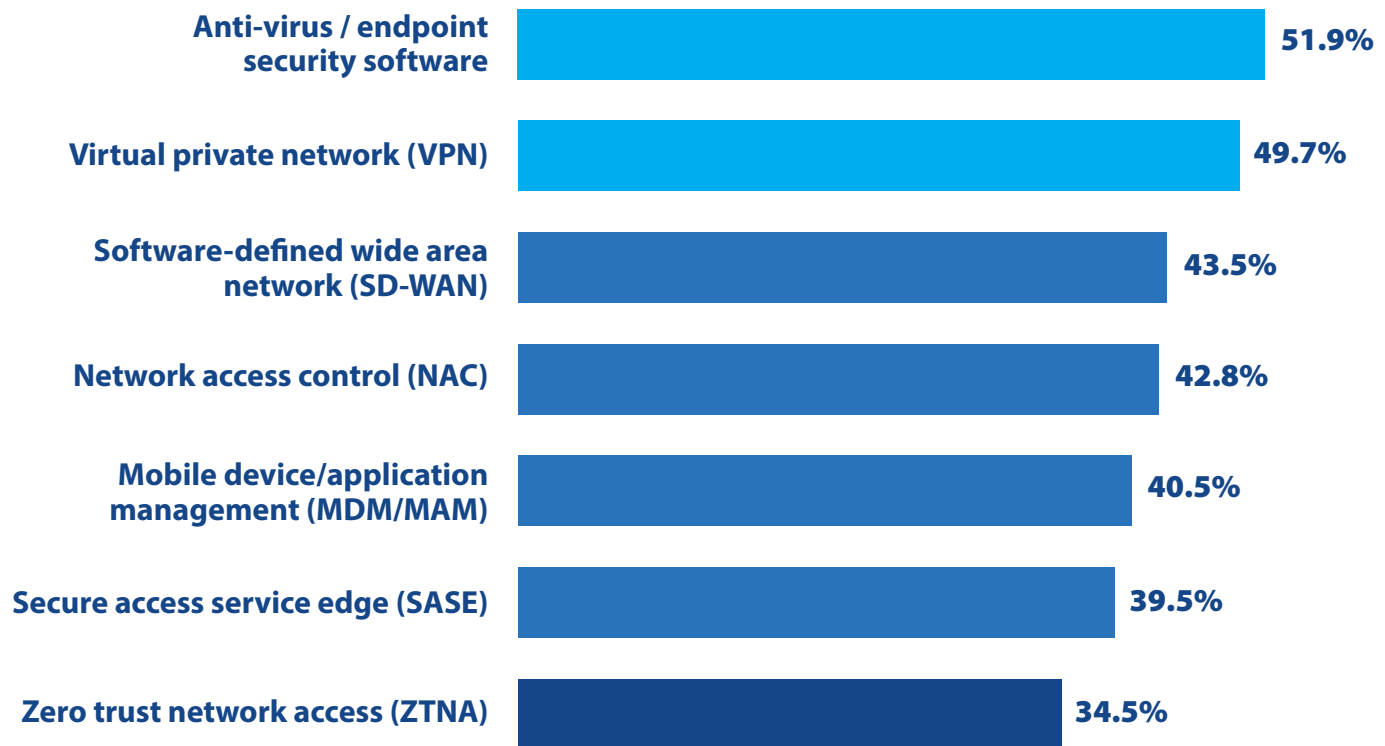 Anti-virus / endpoint
security software
51.9%
Virtual private network (VPN)
49.7%
Software-defined wide area
network (SD-WAN)
43.5%
Network access control (NAC)
42.8%
Mobile device/application
management (MDM/MAM)
40.5%
Secure access service edge (SASE)
39.5%
Zero trust network access (ZTNA)
34.5%